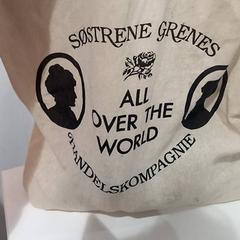 SØSTRENE GRENES
ALL
OVER THE
WORLD
HANDELSKOMPAGNIE